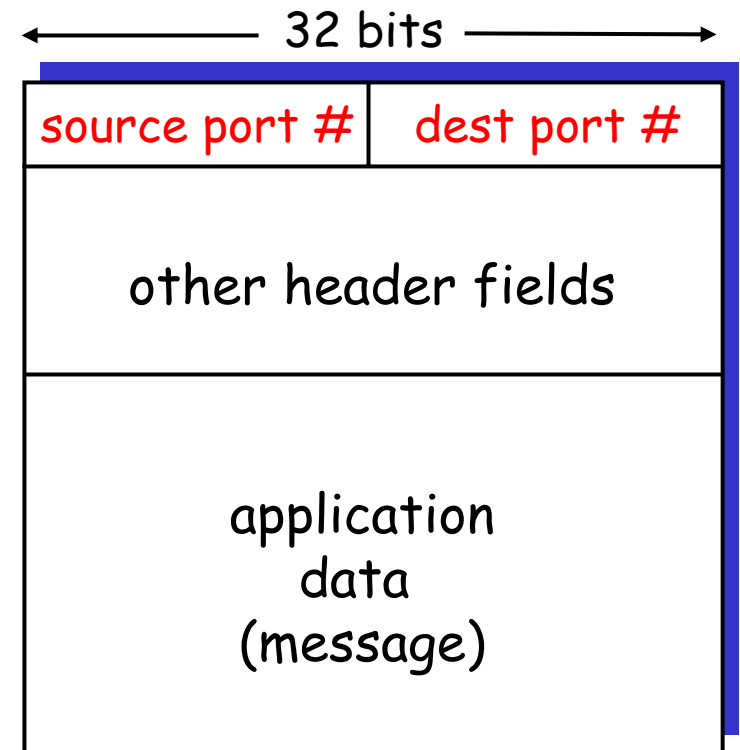 32 bits
source port # dest port #
other header fields
application
data
(message)